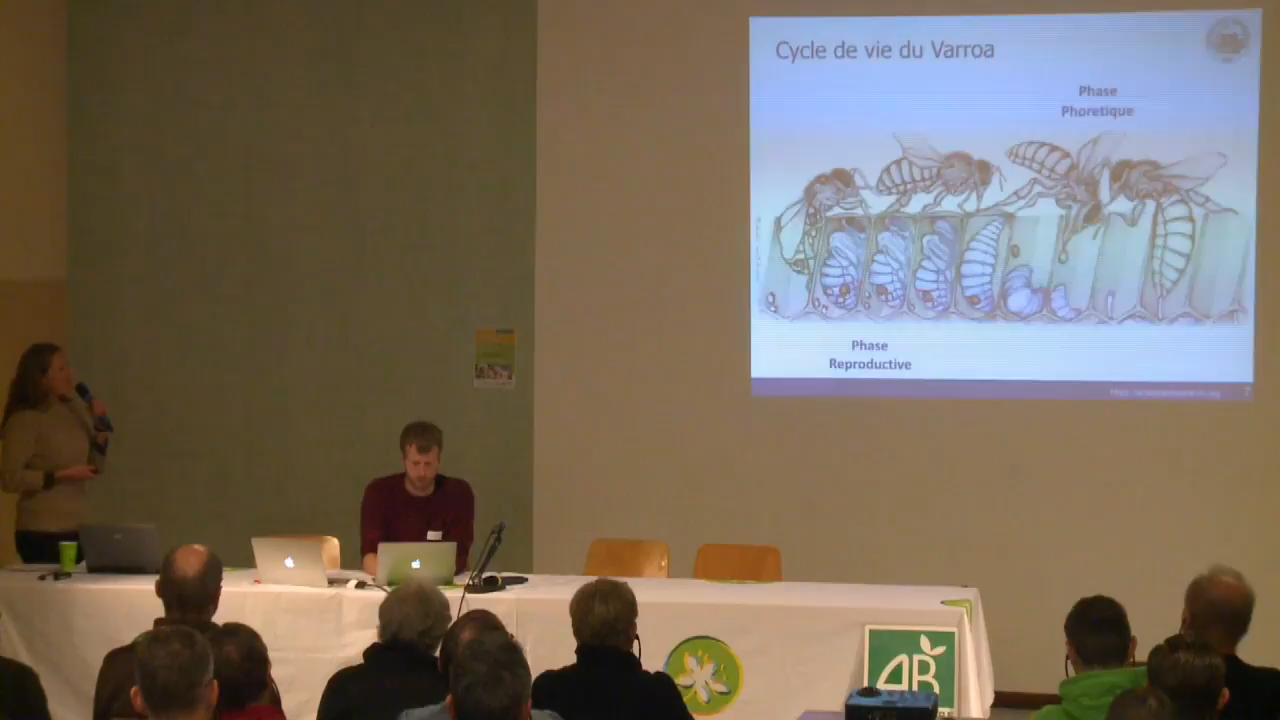 Cycle de vie du Varroa
Phase
Phoretique
Phase
Reproductive
AB